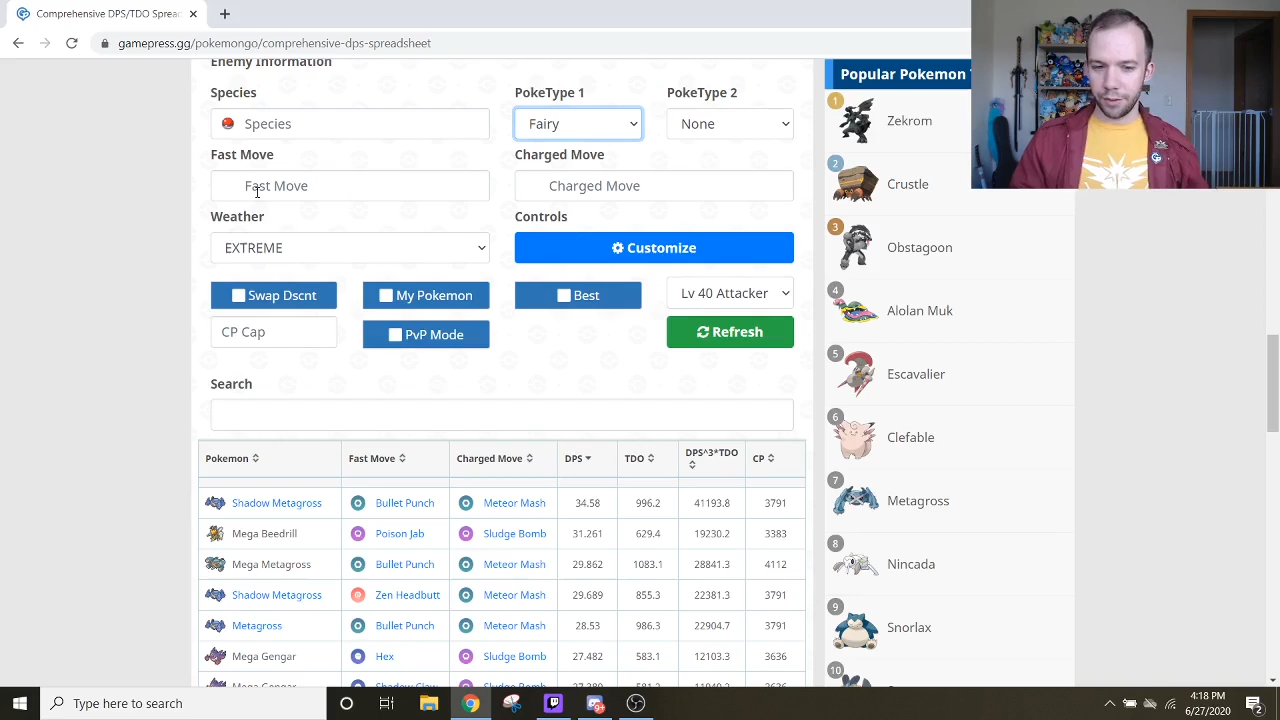 Comprehensive DPS/TDO Sprea
gamepress.gg/pokemongo/comprehensive-dps-spreadsheet
Enemy Information
Species
PokeType 1
PokeType 2
Species
Fairy
None
Fast Move
Charged Move
Fast Move
Charged Move
Weather
Controls
EXTREME
Customize
Swap Dscnt
My Pokemon
Best
Lv 40 Attacker
CP Cap
PvP Mode
Refresh
Search
Pokemon Fast Move Charged Move DPS TDO DPS^3*TDO CP
Shadow Metagross Bullet Punch Meteor Mash 34.58 996.2 41193.8 3791
Mega Beedrill Poison Jab Sludge Bomb 31.261 629.4 19230.2 3383
Mega Metagross Bullet Punch Meteor Mash 29.862 1083.1 28841.3 4112
Shadow Metagross Zen Headbutt Meteor Mash 29.689 855.3 22381.3 3791
Metagross Bullet Punch Meteor Mash 28.53 986.3 22904.7 3791
Mega Gengar Hex Sludge Bomb 27.482 583.1 12103.3 3636
Popular Pokemon
1 Zekrom
2 Crustle
3 Obstagoon
4 Alolan Muk
5 Escavalier
6 Clefable
7 Metagross
8 Nincada
9 Snorlax
10
Type here to search
4:18 PM
6/27/2020
2